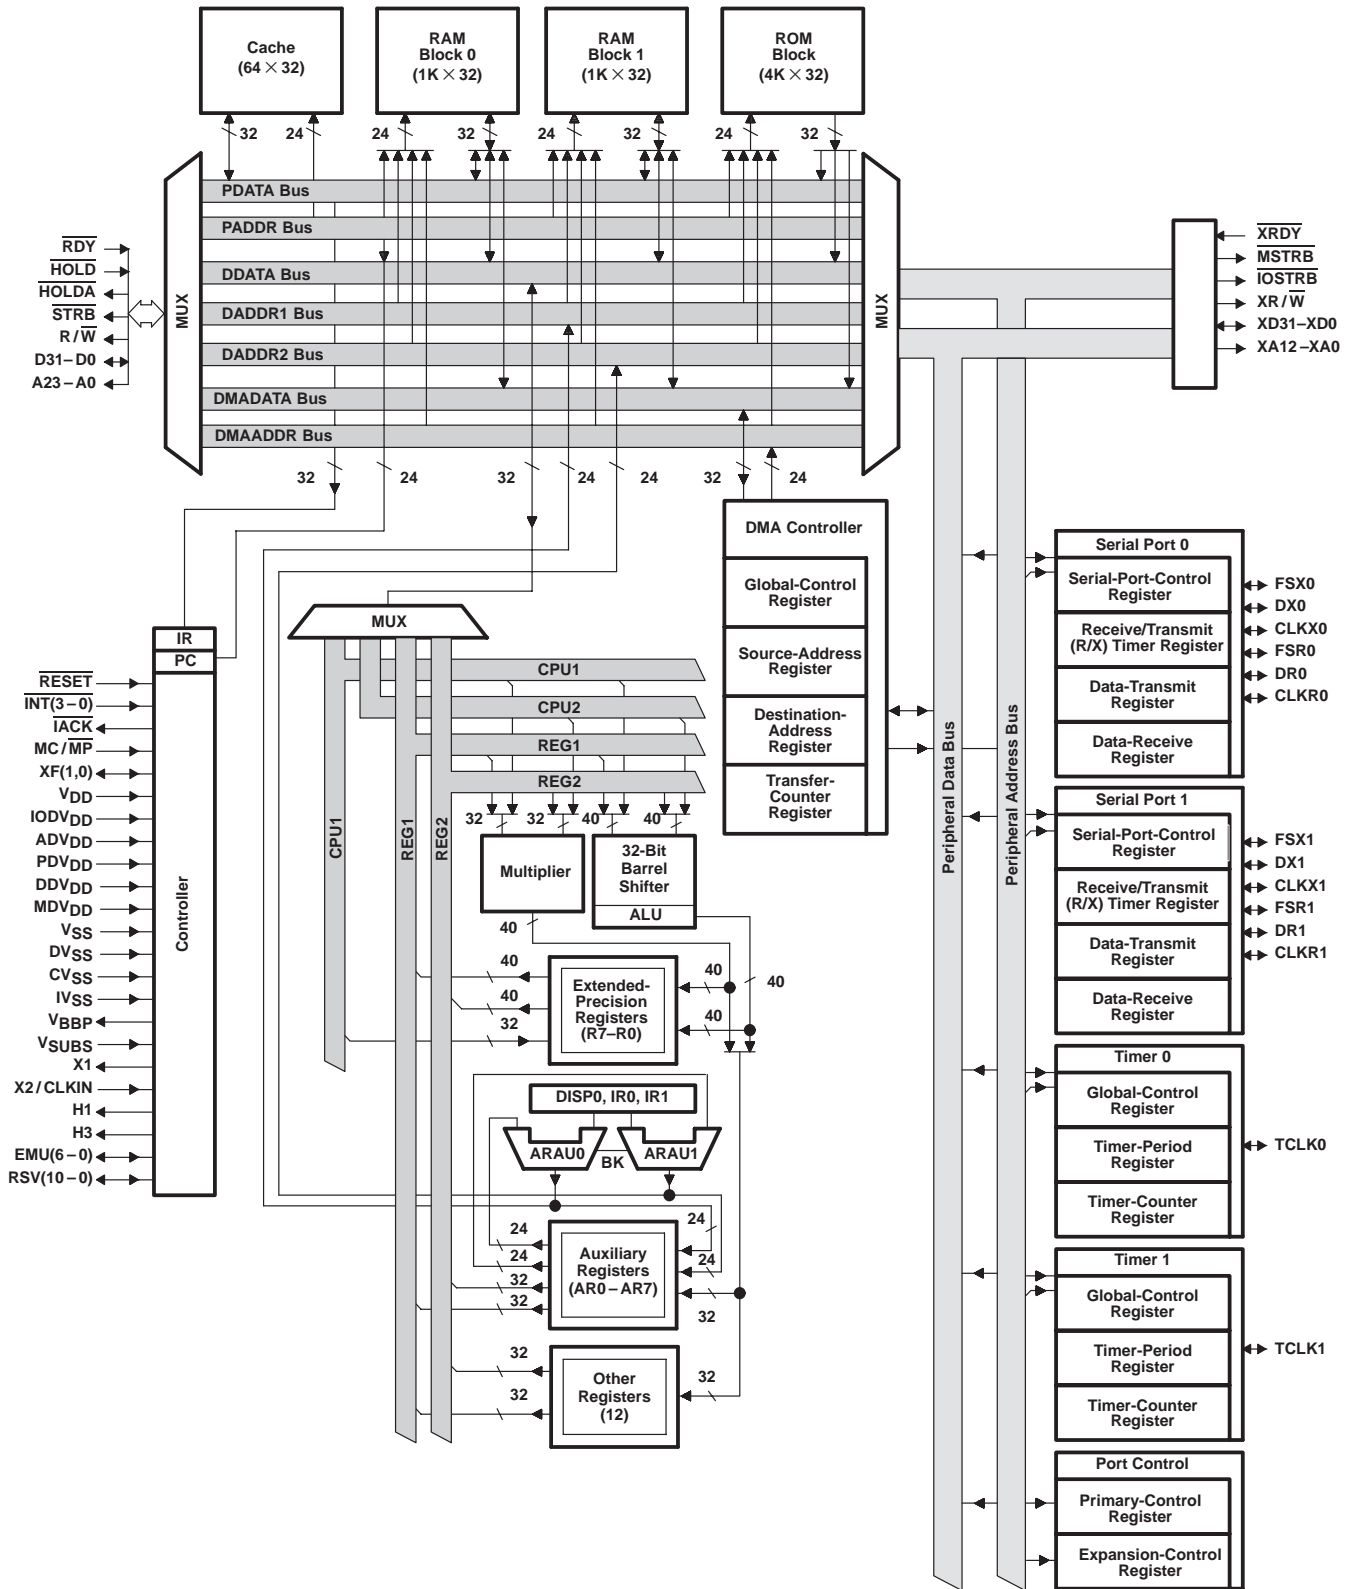 Cache
(64 × 32)
RAM
Block 0
(1K × 32)
RAM
Block 1
(1K × 32)
ROM
Block
(4K × 32)
32
24
24
32
24
32
24
32
PDATA Bus
PADDR Bus
DDATA Bus
DADDR1 Bus
DADDR2 Bus
DMADATA Bus
DMAADDR Bus
MUX
MUX
RDY
HOLD
HOLDA
STRB
R/W
D31–D0
A23–A0
XRDY
MSTRB
IOSTRB
XR/W
XD31–XD0
XA12–XA0
32
24
32
24
24
32
24
DMA Controller
Global-Control
Register
Source-Address
Register
Destination-
Address
Register
Transfer-
Counter
Register
Peripheral Data Bus
Peripheral Address Bus
IR
PC
Controller
RESET
INT(3–0)
IACK
MC/MP
XF(1,0)
VDD
IODVDD
ADVDD
PDVDD
DDVDD
MDVDD
VSS
DVSS
CVSS
IVSS
VBBP
VSUBS
X1
X2/CLKIN
H1
H3
EMU(6–0)
RSV(10–0)
MUX
CPU1
CPU2
REG1
REG2
CPU1
REG1
REG2
32
32
40
40
Multiplier
32-Bit
Barrel
Shifter
ALU
40
40
40
40
32
40
40
Extended-
Precision
Registers
(R7–R0)
DISP0, IR0, IR1
ARAU0
BK
ARAU1
24
24
32
32
24
24
32
Auxiliary
Registers
(AR0–AR7)
32
32
32
Other
Registers
(12)
Serial Port 0
Serial-Port-Control
Register
Receive/Transmit
(R/X) Timer Register
Data-Transmit
Register
Data-Receive
Register
FSX0
DX0
CLKX0
FSR0
DR0
CLKR0
Serial Port 1
Serial-Port-Control
Register
Receive/Transmit
(R/X) Timer Register
Data-Transmit
Register
Data-Receive
Register
FSX1
DX1
CLKX1
FSR1
DR1
CLKR1
Timer 0
Global-Control
Register
Timer-Period
Register
Timer-Counter
Register
TCLK0
Timer 1
Global-Control
Register
Timer-Period
Register
Timer-Counter
Register
TCLK1
Port Control
Primary-Control
Register
Expansion-Control
Register